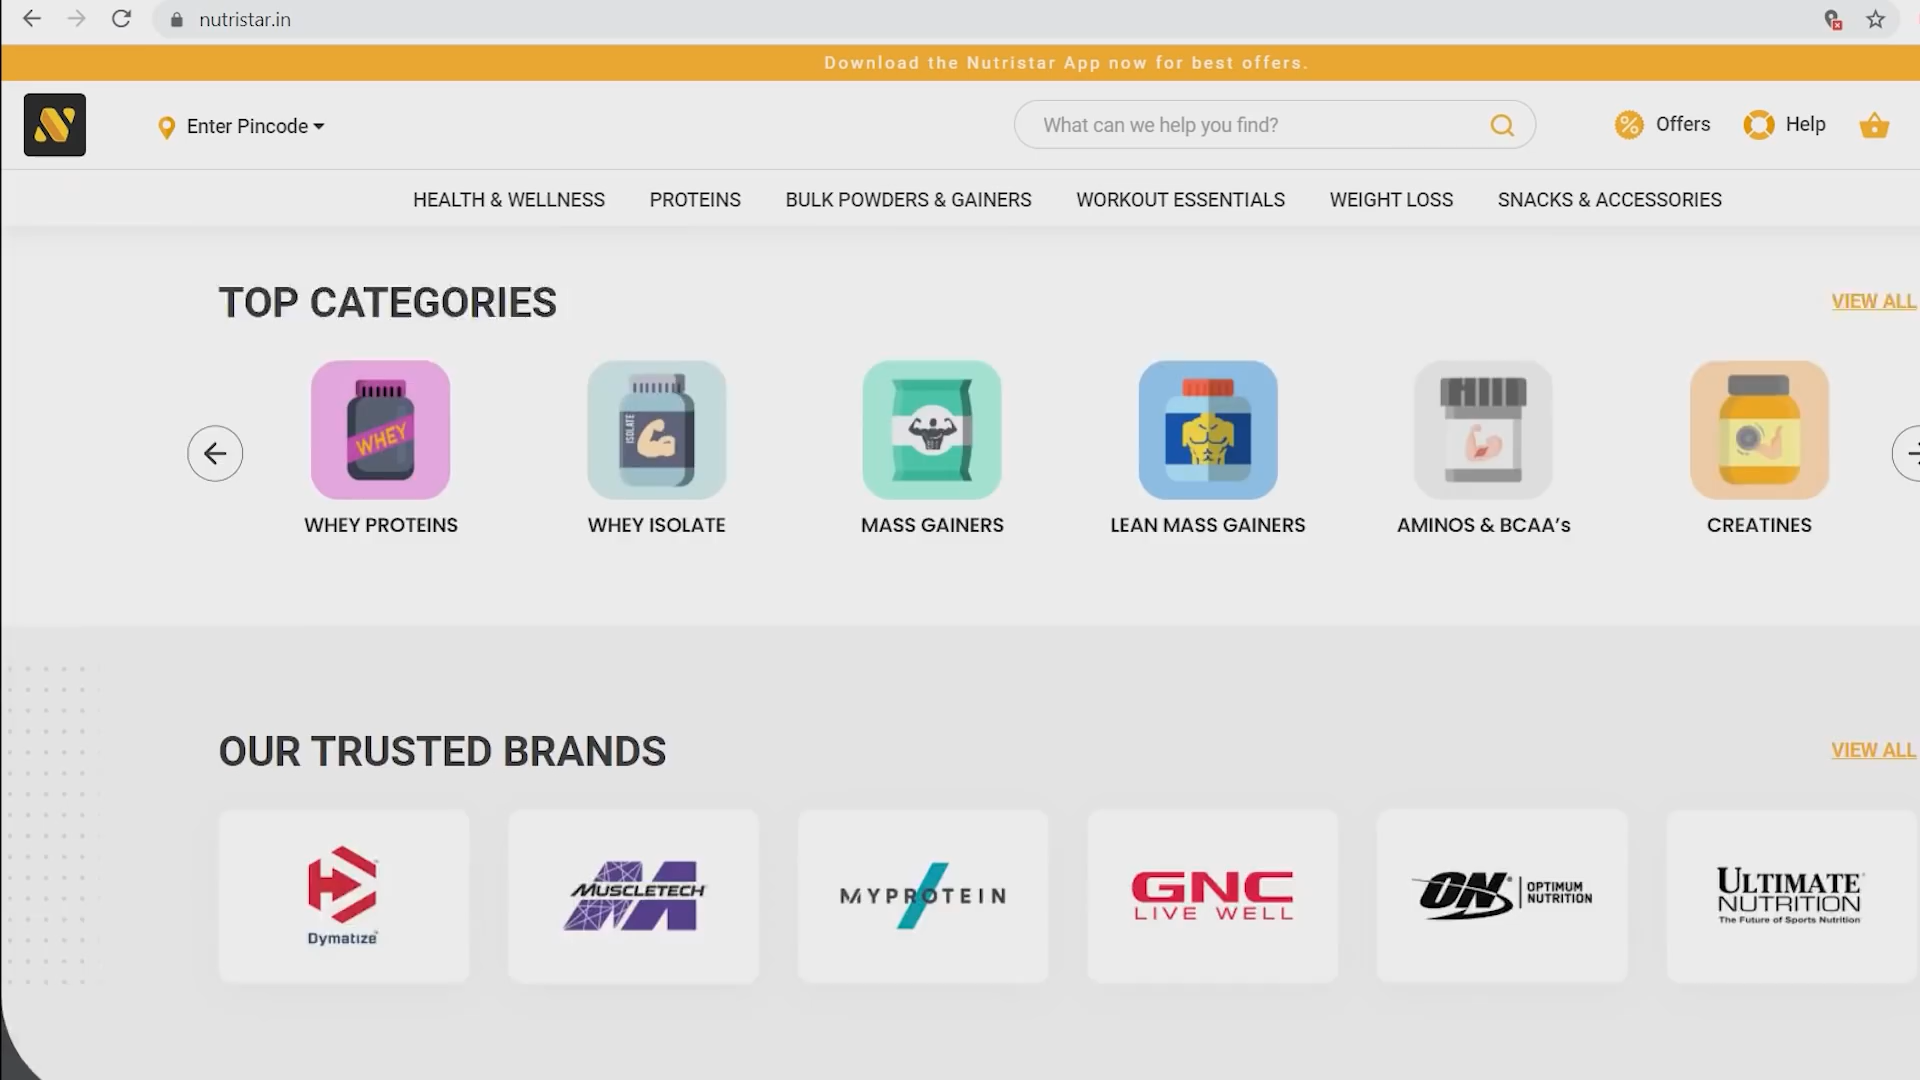 nutristar.in
Download the Nutristar App now for best offers.
N
Enter Pincode
What can we help you find?
Offers
Help
HEALTH & WELLNESS
PROTEINS
BULK POWDERS & GAINERS
WORKOUT ESSENTIALS
WEIGHT LOSS
SNACKS & ACCESSORIES
TOP CATEGORIES
VIEW ALL
WHEY
ISOLATE
WHEY PROTEINS
WHEY ISOLATE
MASS GAINERS
LEAN MASS GAINERS
AMINOS & BCAA’s
CREATINES
OUR TRUSTED BRANDS
VIEW ALL
Dymatize
MUSCLETECH
MYPROTEIN
GNC
LIVE WELL
ON
OPTIMUM
NUTRITION
ULTIMATE
NUTRITION
The Future of Sports Nutrition